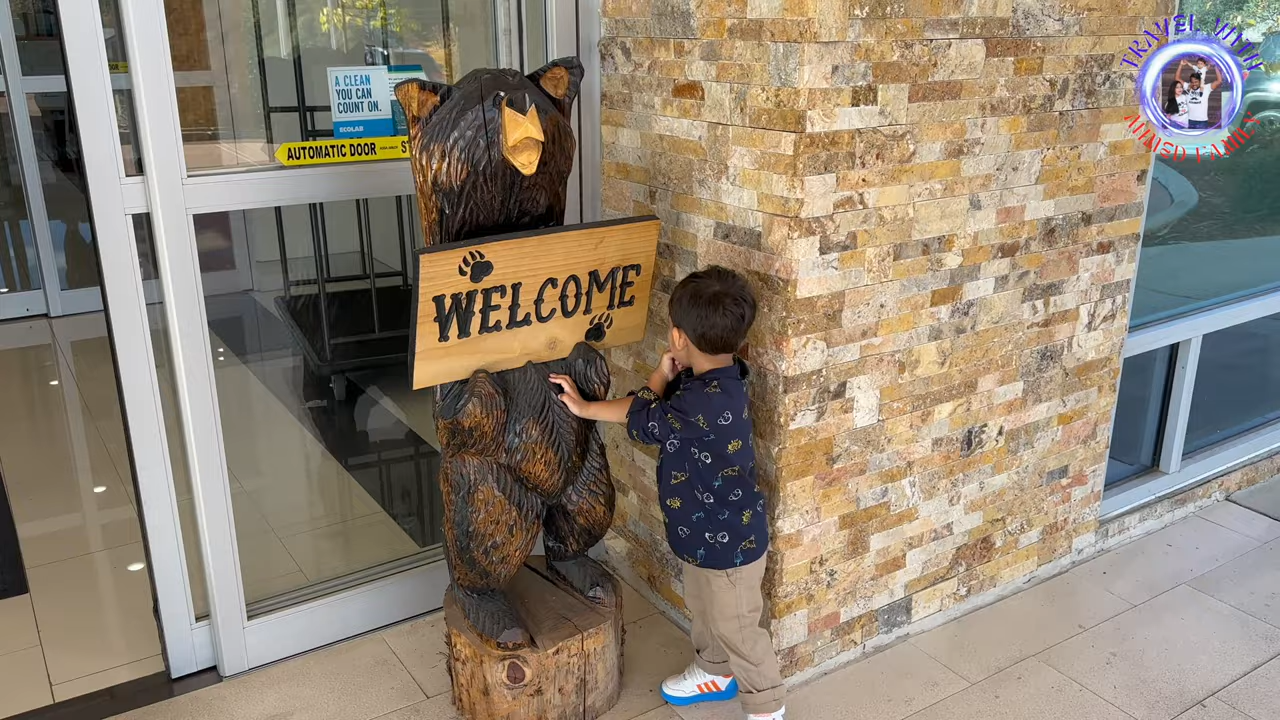 TRAVEL WITH
AHMED FAMILY
A CLEAN
YOU CAN
COUNT ON.
ECOLAB
AUTOMATIC DOOR
WELCOME